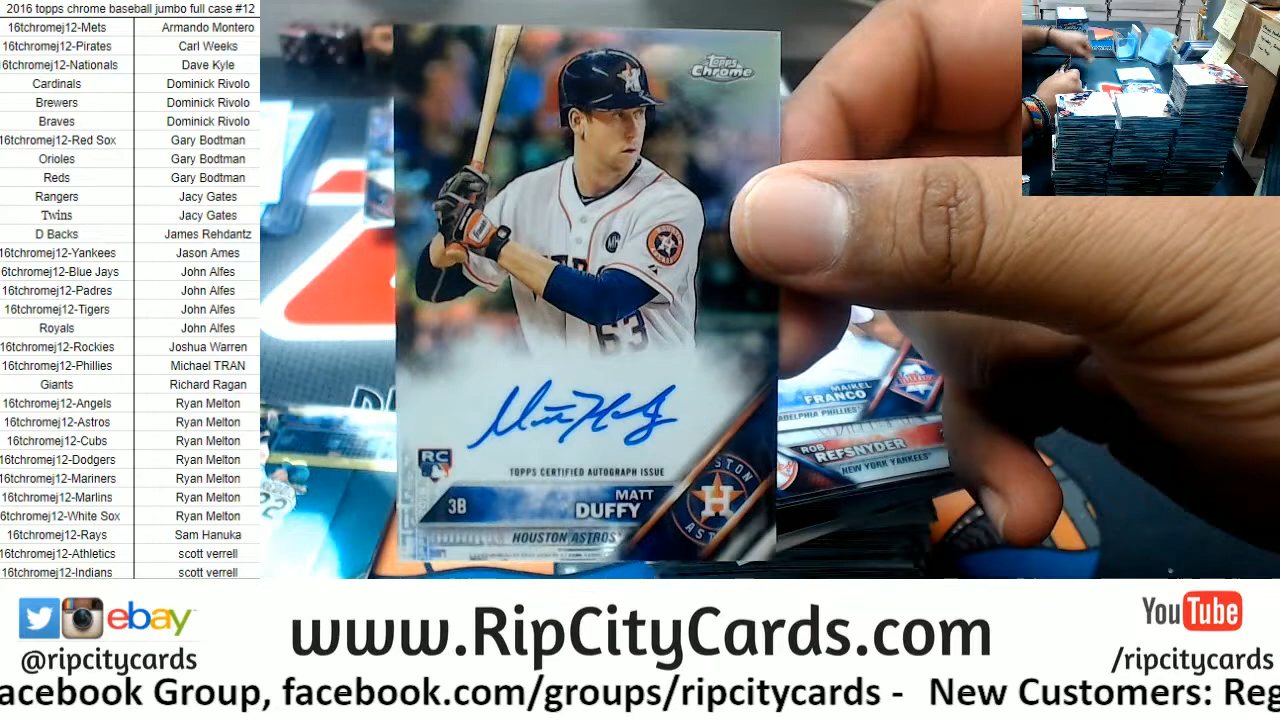 2016 topps chrome baseball jumbo full case #12
16tchromej12-Mets Armando Montero
16tchromej12-Pirates Carl Weeks
6tchromej12-Nationals Dave Kyle
Cardinals Dominick Rivolo
Brewers Dominick Rivolo
Braves Dominick Rivolo
16tchromej12-Red Sox Gary Bodtman
Orioles Gary Bodtman
Reds Gary Bodtman
Rangers Jacy Gates
Twins Jacy Gates
D Backs James Rehdantz
16tchromej12-Yankees Jason Ames
6tchromej12-Blue Jays John Alfes
16tchromej12-Padres John Alfes
16tchromej12-Tigers John Alfes
Royals John Alfes
16tchromej12-Rockies Joshua Warren
16tchromej12-Phillies Michael TRAN
Giants Richard Ragan
16tchromej12-Angels Ryan Melton
16tchromej12-Astros Ryan Melton
16tchromej12-Cubs Ryan Melton
6tchromej12-Dodgers Ryan Melton
6tchromej12-Mariners Ryan Melton
16tchromej12-Marlins Ryan Melton
6tchromej12-White Sox Ryan Melton
16tchromej12-Rays Sam Hanuka
16tchromej12-Athletics scott verrell
16tchromej12-Indians scott verrell
Topps
Chrome
63
RC
TOPPS CERTIFIED AUTOGRAPH ISSUE
3B
MATT
DUFFY
HOUSTON ASTROS
H
MAIKEL
FRANCO
ADELPHIA PHILLIES
ROB
REFSNYDER
NEW YORK YANKEES
ebay
@ripcitycards
www.RipCityCards.com
YouTube
/ripcitycards
acebook Group, facebook.com/groups/ripcitycards - New Customers: Reg